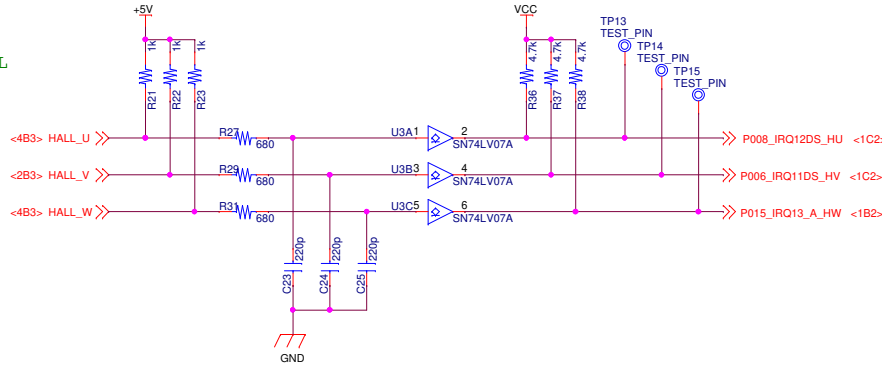 +5V
VCC
TP13
TEST_PIN
TP14
TEST_PIN
TP15
TEST_PIN
L
1k
1k
1k
R21
R22
R23
4.7k
4.7k
4.7k
R36
R37
R38
<4B3> HALL_U
R27
680
U3A 1
2
SN74LV07A
P008_IRQ12DS_HU <1C2>
<2B3> HALL_V
R29
680
U3B 3
4
SN74LV07A
P006_IRQ11DS_HV <1C2>
<4B3> HALL_W
R31
680
U3C 5
6
SN74LV07A
P015_IRQ13_A_HW <1B2>
220p
220p
220p
C23
C24
C25
GND